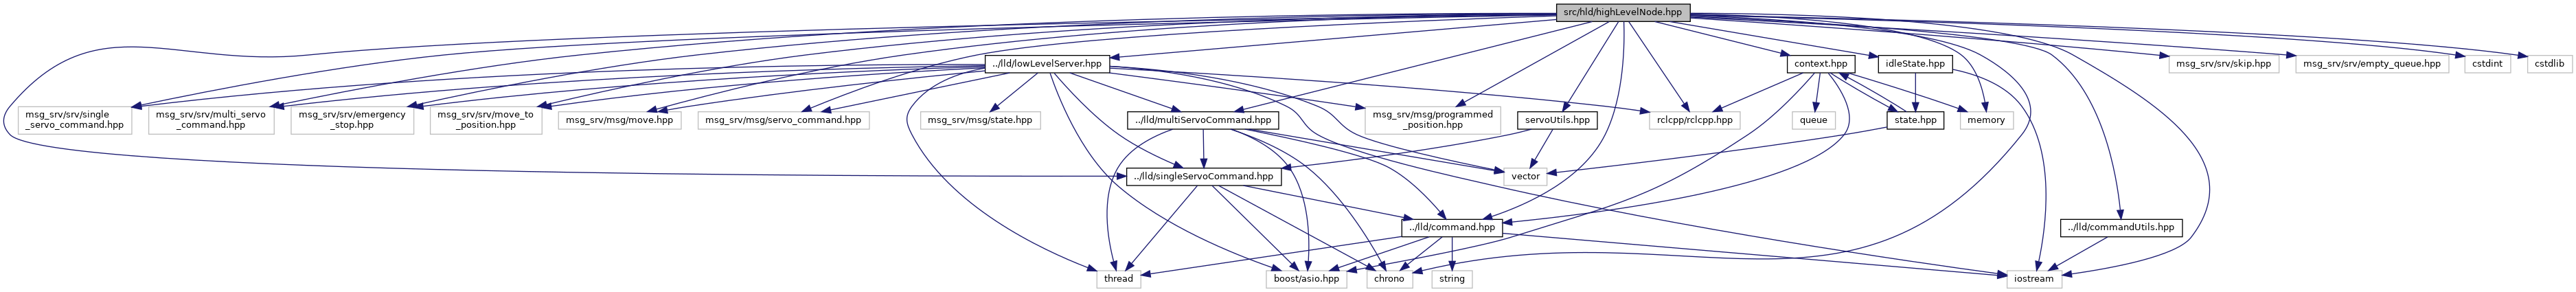 src/hld/highLevelNode.hpp
../lld/lowLevelServer.hpp
context.hpp
idleState.hpp
msg_srv/srv/skip.hpp
msg_srv/srv/empty_queue.hpp
cstdint
cstdlib
msg_srv/srv/single
_servo_command.hpp
msg_srv/srv/multi_servo
_command.hpp
msg_srv/srv/emergency
_stop.hpp
msg_srv/srv/move_to
_position.hpp
msg_srv/msg/move.hpp
msg_srv/msg/servo_command.hpp
msg_srv/msg/state.hpp
../lld/multiServoCommand.hpp
servoUtils.hpp
msg_srv/msg/programmed
_position.hpp
rclcpp/rclcpp.hpp
queue
state.hpp
memory
../lld/singleServoCommand.hpp
vector
../lld/command.hpp
../lld/commandUtils.hpp
thread
boost/asio.hpp
chrono
string
iostream